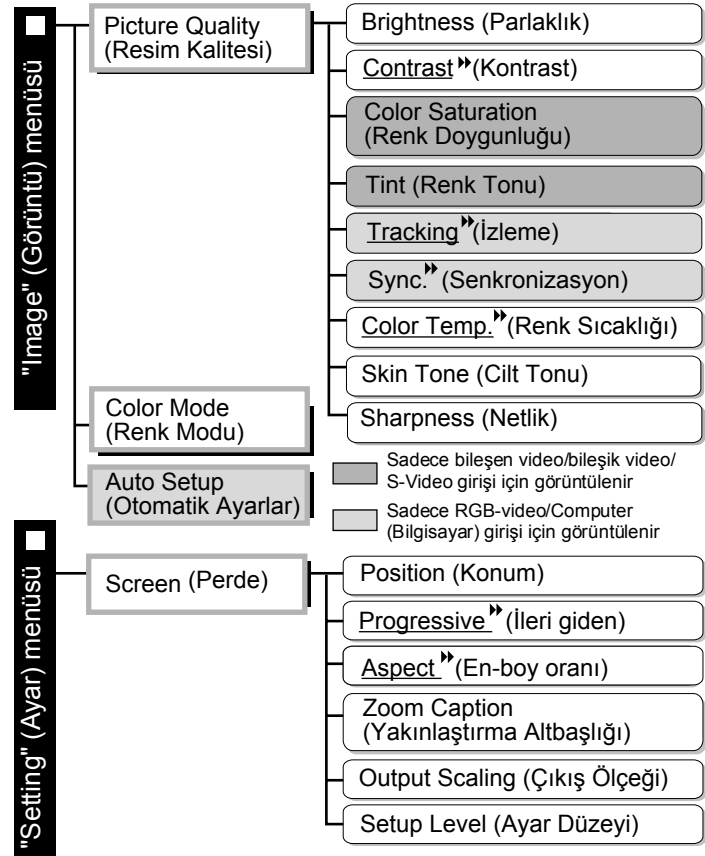 "Image" (Görüntü) menüsü
Picture Quality
(Resim Kalitesi)
Brightness (Parlaklık)
Contrast (Kontrast)
Color Saturation
(Renk Doygunluğu)
Tint (Renk Tonu)
Tracking (İzleme)
Sync. (Senkronizasyon)
Color Temp. (Renk Sıcaklığı)
Skin Tone (Cilt Tonu)
Sharpness (Netlik)
Color Mode
(Renk Modu)
Auto Setup
(Otomatik Ayarlar)
Sadece bileşen video/bileşik video/
S-Video girişi için görüntülenir
Sadece RGB-video/Computer
(Bilgisayar) girişi için görüntülenir
"Setting" (Ayar) menüsü
Screen (Perde)
Position (Konum)
Progressive (İleri giden)
Aspect (En-boy oranı)
Zoom Caption
(Yakınlaştırma Altbaşlığı)
Output Scaling (Çıkış Ölçeği)
Setup Level (Ayar Düzeyi)